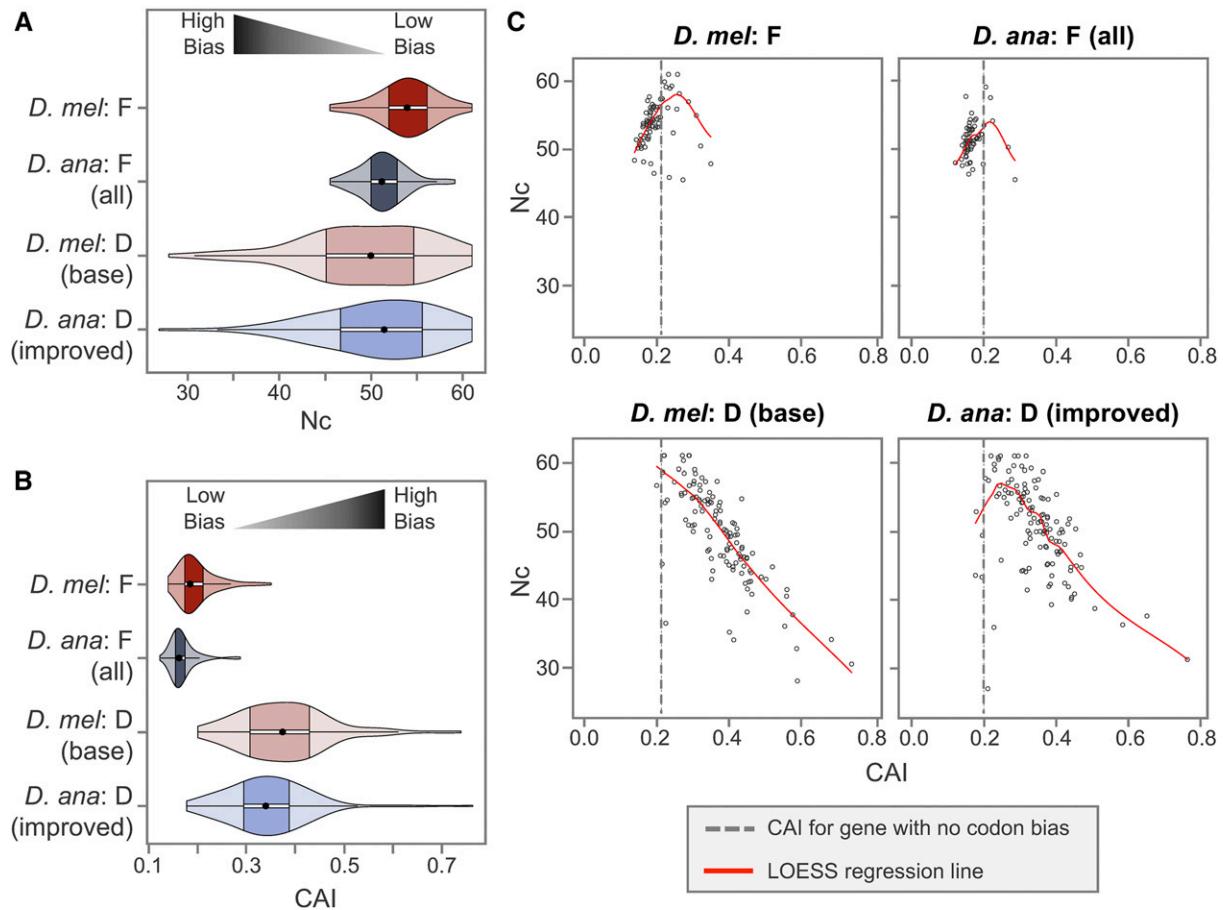 A
High
Bias
Low
Bias
D. mel: F
D. ana: F
(all)
D. mel: D
(base)
D. ana: D
(improved)
30
40
50
60
Nc
B
Low
Bias
High
Bias
D. mel: F
D. ana: F
(all)
D. mel: D
(base)
D. ana: D
(improved)
0.1
0.3
0.5
0.7
CAI
C
D. mel: F
D. ana: F (all)
60
50
40
30
Nc
0.0 0.2 0.4 0.6 0.8
0.0 0.2 0.4 0.6 0.8
D. mel: D (base)
D. ana: D (improved)
60
50
40
30
Nc
0.0 0.2 0.4 0.6 0.8
0.0 0.2 0.4 0.6 0.8
CAI
CAI for gene with no codon bias
LOESS regression line